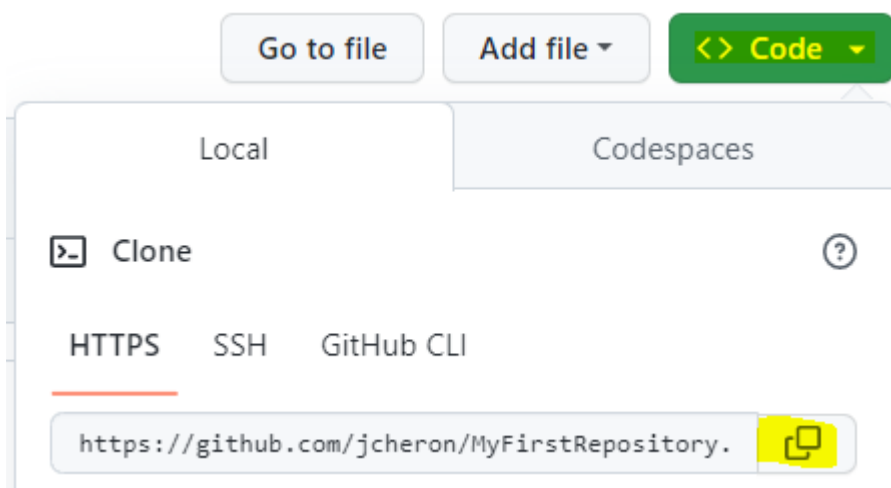 Go to file Add file <> Code
Local Codespaces
Clone
HTTPS SSH GitHub CLI
https://github.com/jcheron/MyFirstRepository.